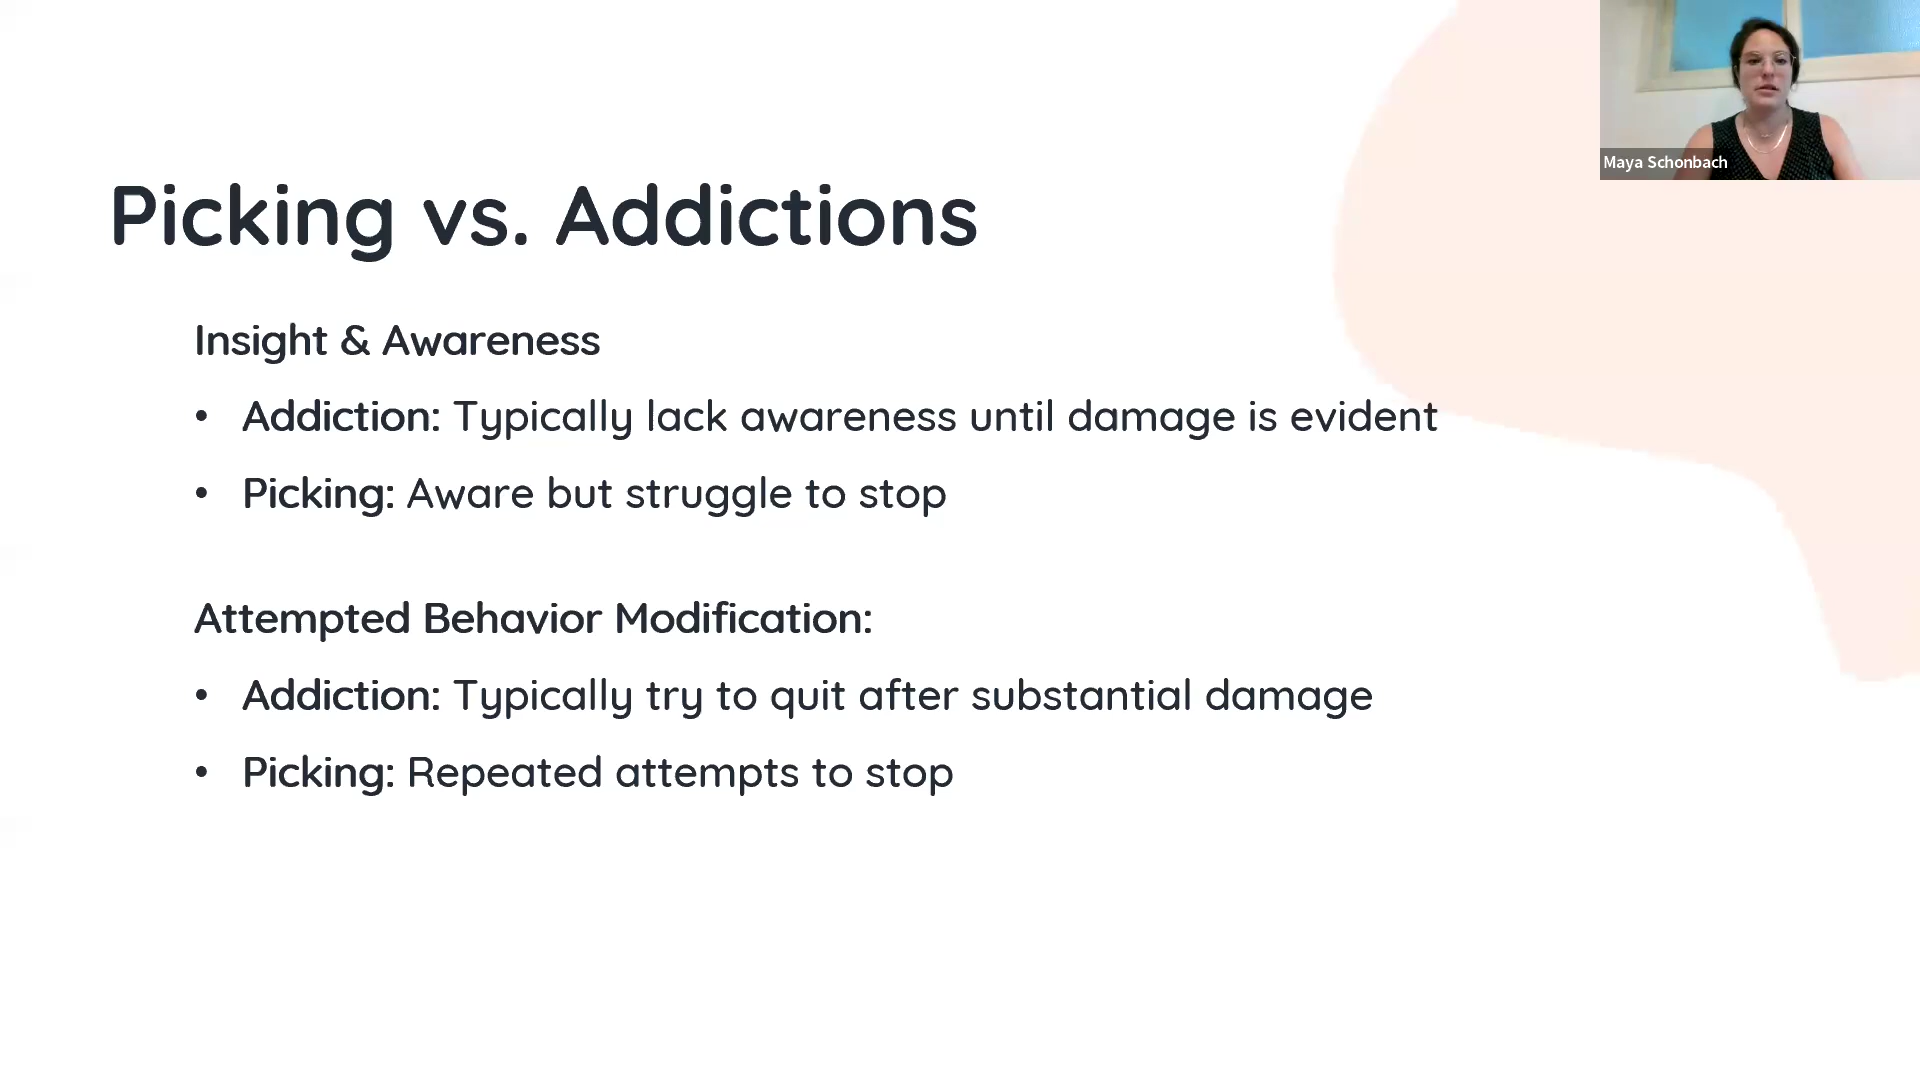 Maya Schonbach
Picking vs. Addictions
Insight & Awareness
• Addiction: Typically lack awareness until damage is evident
• Picking: Aware but struggle to stop
Attempted Behavior Modification:
• Addiction: Typically try to quit after substantial damage
• Picking: Repeated attempts to stop